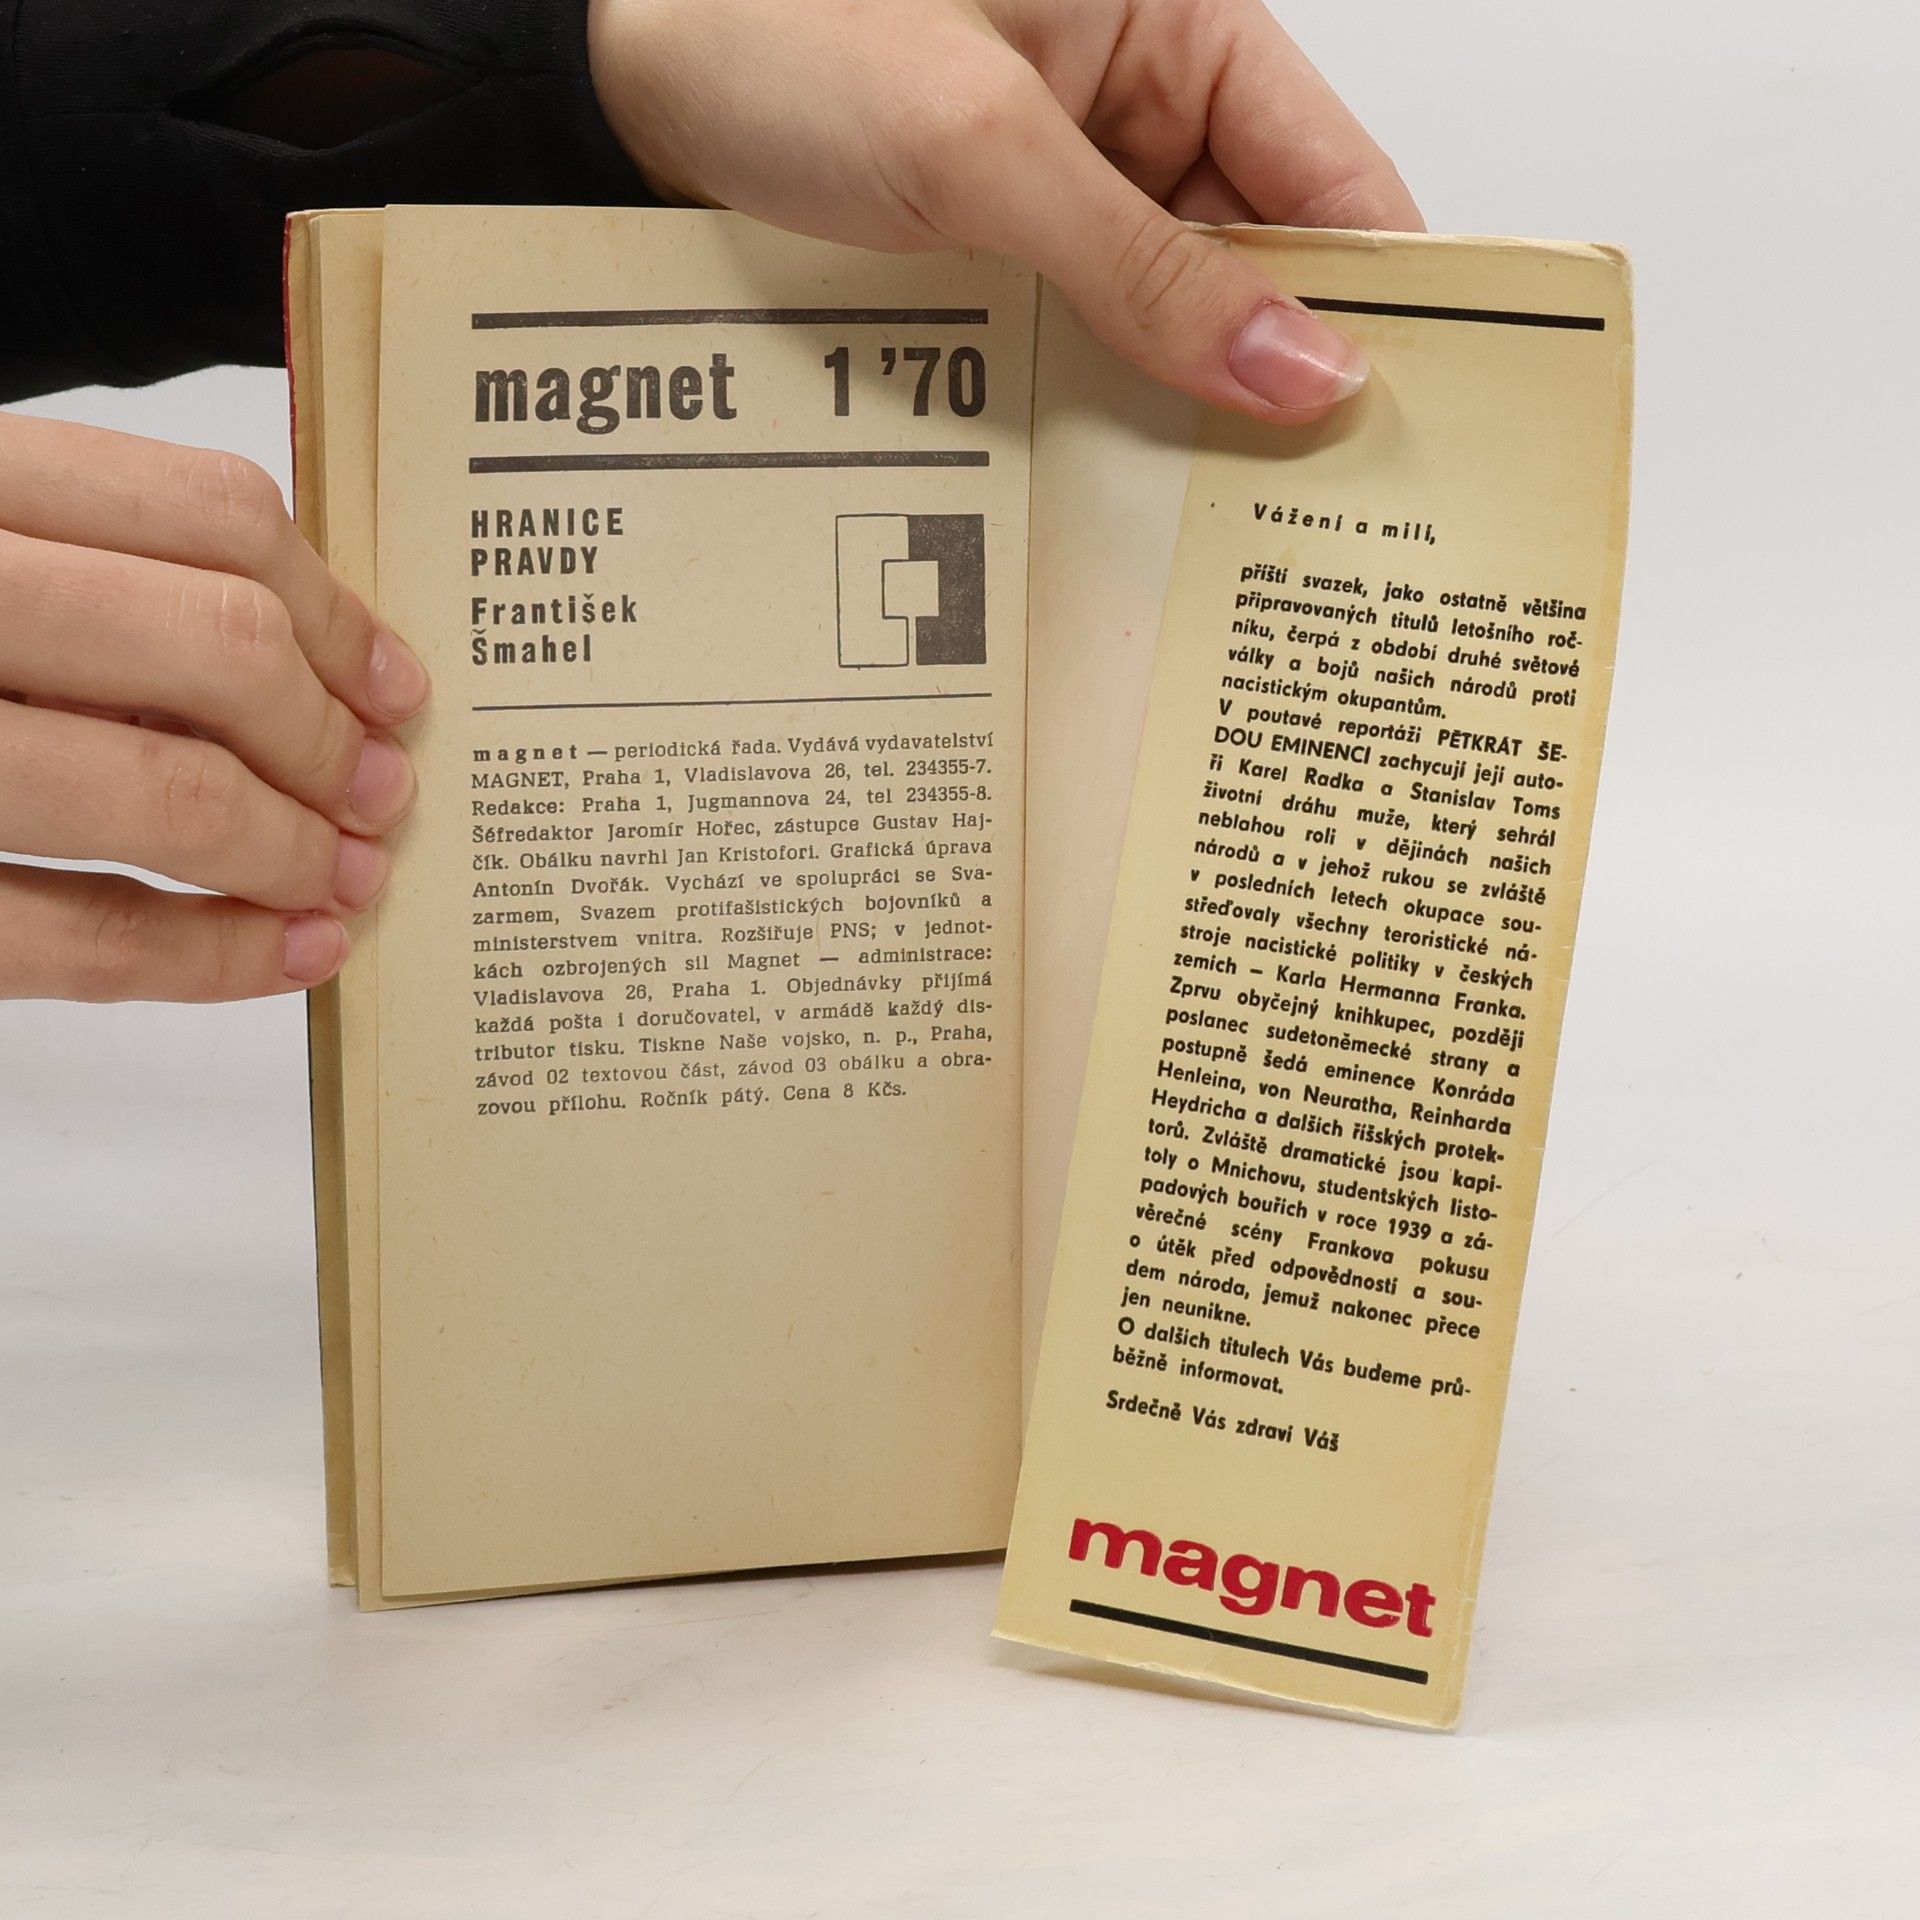 magnet 1 ’70
HRANICE
PRAVDY
František
Šmahel
magnet — periodická řada. Vydává vydavatelství
MAGNET, Praha 1, Vladislavova 26, tel. 234355-7.
Redakce: Praha 1, Jugmannova 24, tel 234355-8.
Šéfredaktor Jaromír Hořec, zástupce Gustav Haj-
čík. Obálku navrhl Jan Kristofori. Grafická úprava
Antonín Dvořák. Vychází ve spolupráci se Sva-
zarmem, Svazem protifašistických bojovníků a
ministerstvem vnitra. Rozšiřuje PNS; v jednot-
kách ozbrojených sil Magnet — administrace:
Vladislavova 26, Praha 1. Objednávky přijímá
každá pošta i doručovatel, v armádě každý dis-
tributor tisku. Tiskne Naše vojsko, n. p., Praha,
závod 02 textovou část, závod 03 obálku a obra-
zovou přílohu. Ročník pátý. Cena 8 Kčs.
Vážení a milí,
příští svazek, jako ostatně většina
připravovaných titulů letošního roč-
níku, čerpá z období druhé světové
války a bojů našich národů proti
nacistickým okupantům.
V poutavé reportáži PĚTKRÁT ŠE-
DOU EMINENCÍ zachycují její auto-
ři Karel Radka a Stanislav Toms
životní dráhu muže, který sehrál
neblahou roli v dějinách našich
národů a v jehož rukou se zvláště
v posledních letech okupace sou-
střeďovaly všechny teroristické ná-
stroje nacistické politiky v českých
zemích – Karla Hermanna Franka.
Zprvu obyčejný knihkupec, později
poslanec sudetoněmecké strany a
postupně šedá eminence Konráda
Henleina, von Neuratha, Reinharda
Heydricha a dalších říšských protek-
torů. Zvláště dramatické jsou kapi-
toly o Mnichovu, studentských listo-
padových bouřích v roce 1939 a zá-
věrečné scény Frankova pokusu
o útěk před odpovědností a sou-
dem národa, jemuž nakonec přece
jen neunikne.
O dalších titulech Vás budeme prů-
běžně informovat.
Srdečně Vás zdraví Váš
magnet